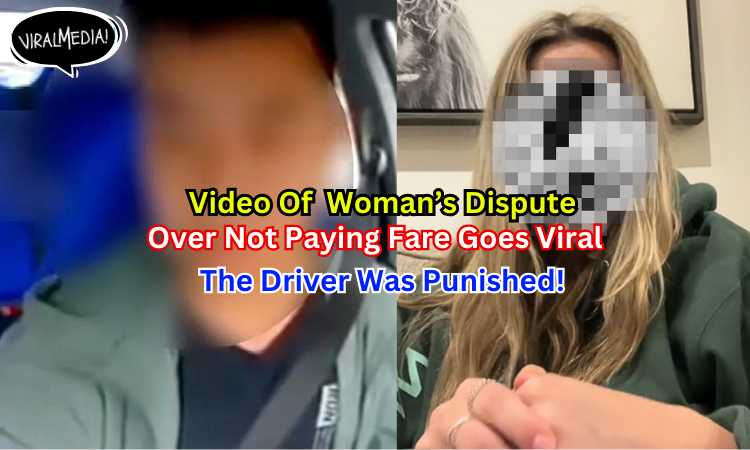 VIRALMEDIA!
Video Of Woman's Dispute
Over Not Paying Fare Goes Viral
The Driver Was Punished!